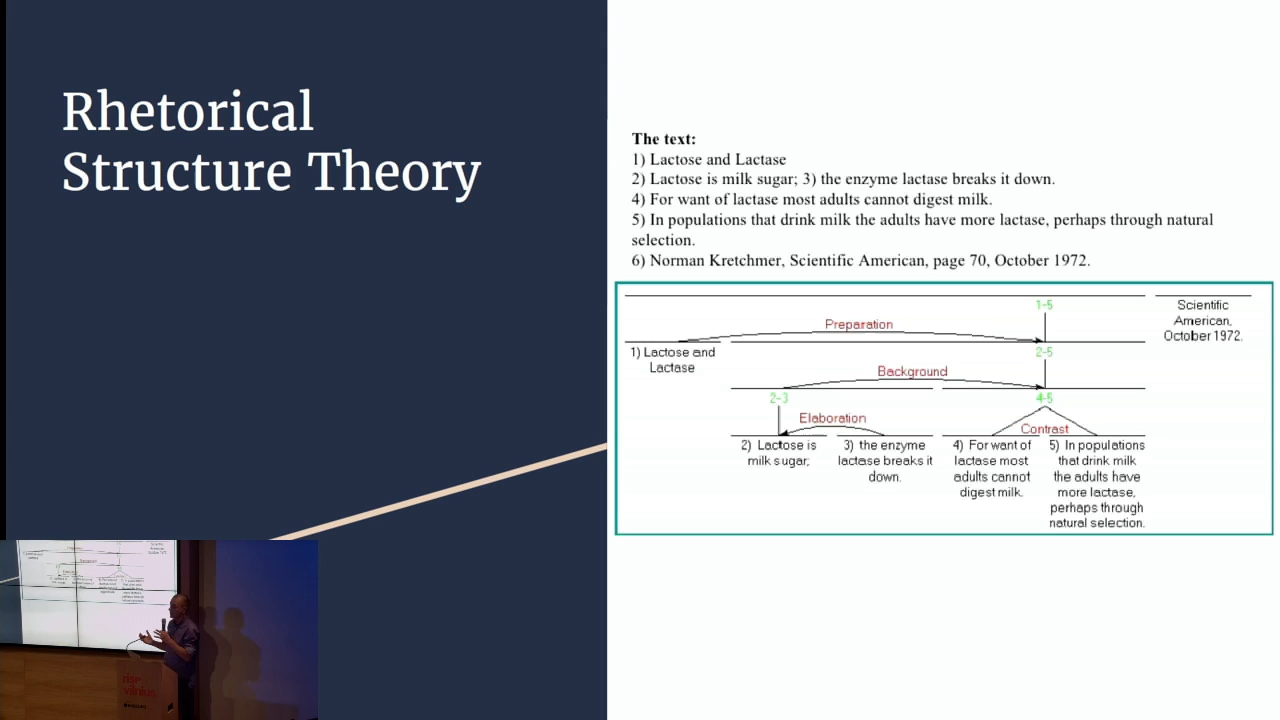 Rhetorical
Structure Theory
The text:
1) Lactose and Lactase
2) Lactose is milk sugar; 3) the enzyme lactase breaks it down.
4) For want of lactase most adults cannot digest milk.
5) In populations that drink milk the adults have more lactase, perhaps through natural
selection.
6) Norman Kretchmer, Scientific American, page 70, October 1972.
1-5
Scientific
American,
October 1972.
Preparation
1) Lactose and
Lactase
2-5
Background
2-3
4-5
Elaboration
Contrast
2) Lactose is
milk sugar;
3) the enzyme
lactase breaks it
down.
4) For want of
lactase most
adults cannot
digest milk.
5) In populations
that drink milk
the adults have
more lactase,
perhaps through
natural selection.
rise
vilnius